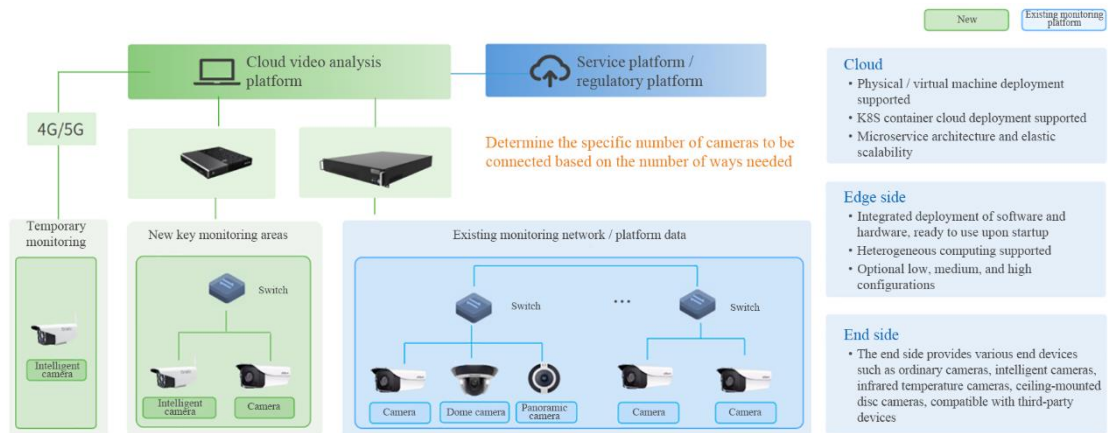 New
Existing monitoring
platform
Cloud video analysis
platform
Service platform /
regulatory platform
4G/5G
Determine the specific number of cameras to be
connected based on the number of ways needed
Temporary
monitoring
Intelligent
camera
New key monitoring areas
Switch
Intelligent
camera
Camera
Existing monitoring network / platform data
Switch
...
Switch
Camera
Dome camera
Panoramic
camera
Camera
Camera
Cloud
• Physical / virtual machine deployment
supported
• K8S container cloud deployment supported
• Microservice architecture and elastic
scalability
Edge side
• Integrated deployment of software and
hardware, ready to use upon startup
• Heterogeneous computing supported
• Optional low, medium, and high
configurations
End side
• The end side provides various end devices
such as ordinary cameras, intelligent cameras,
infrared temperature cameras, ceiling-mounted
disc cameras, compatible with third-party
devices